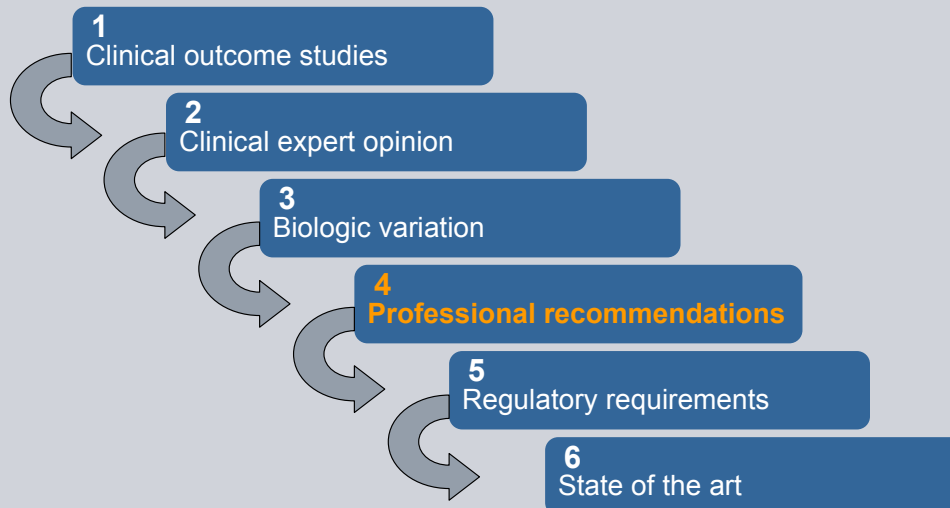 1
Clinical outcome studies
2
Clinical expert opinion
3
Biologic variation
4
Professional recommendations
5
Regulatory requirements
6
State of the art